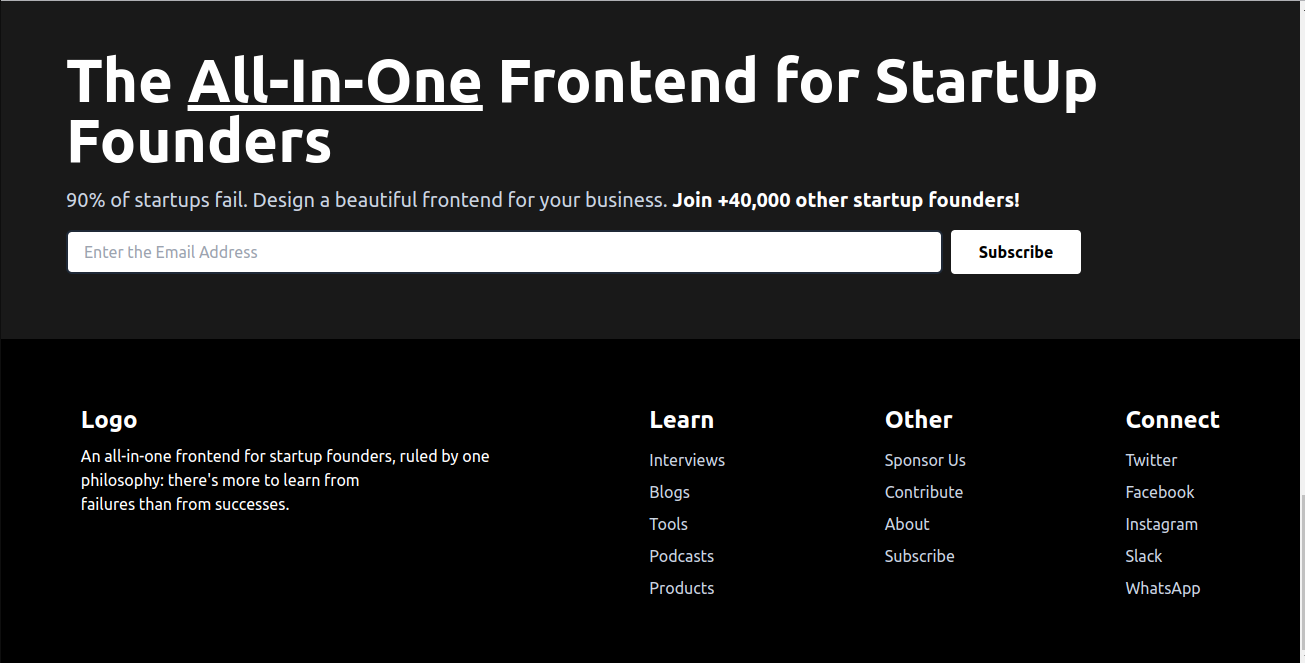 The All-In-One Frontend for StartUp
Founders
90% of startups fail. Design a beautiful frontend for your business. Join +40,000 other startup founders!
Enter the Email Address
Subscribe
Logo
An all-in-one frontend for startup founders, ruled by one
philosophy: there's more to learn from
failures than from successes.
Learn
Interviews
Blogs
Tools
Podcasts
Products
Other
Sponsor Us
Contribute
About
Subscribe
Connect
Twitter
Facebook
Instagram
Slack
WhatsApp